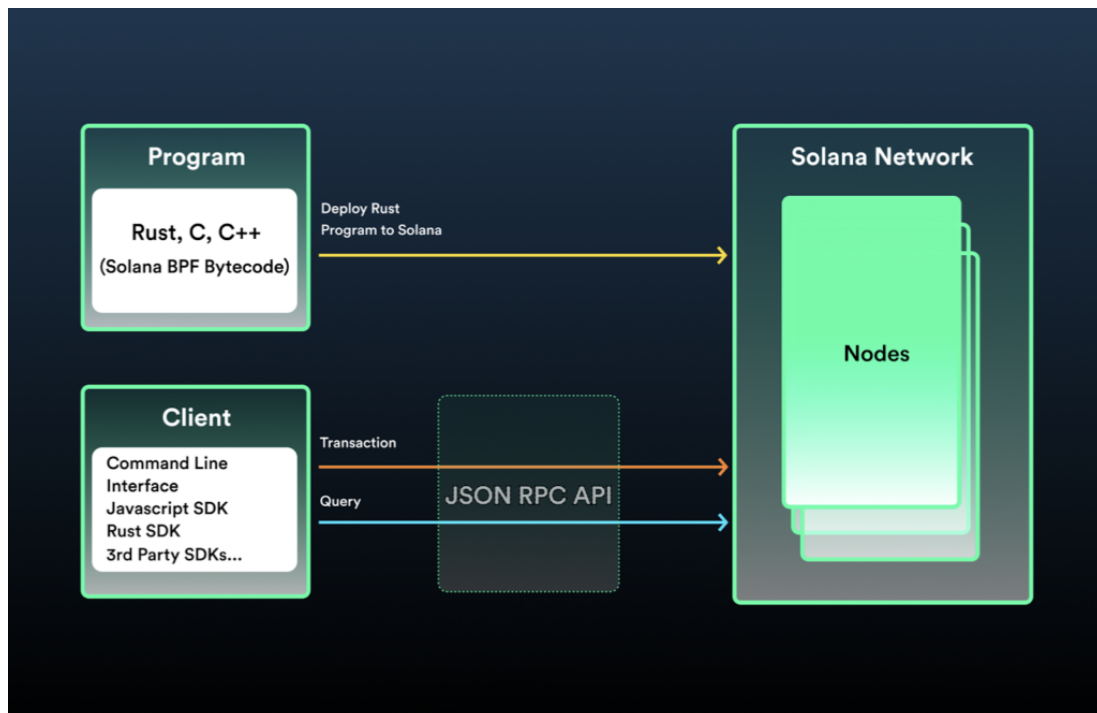 Program
Rust, C, C++
(Solana BPF Bytecode)
Deploy Rust
Program to Solana
Solana Network
Nodes
Client
Command Line
Interface
Javascript SDK
Rust SDK
3rd Party SDKs...
Transaction
Query
JSON RPC API